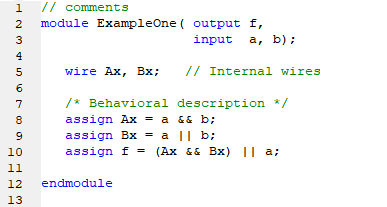 1 // comments
2 module ExampleOne( output f,
3 input a, b);
4
5 wire Ax, Bx; // Internal wires
6
7 /* Behavioral description */
8 assign Ax = a && b;
9 assign Bx = a || b;
10 assign f = (Ax && Bx) || a;
11
12 endmodule
13